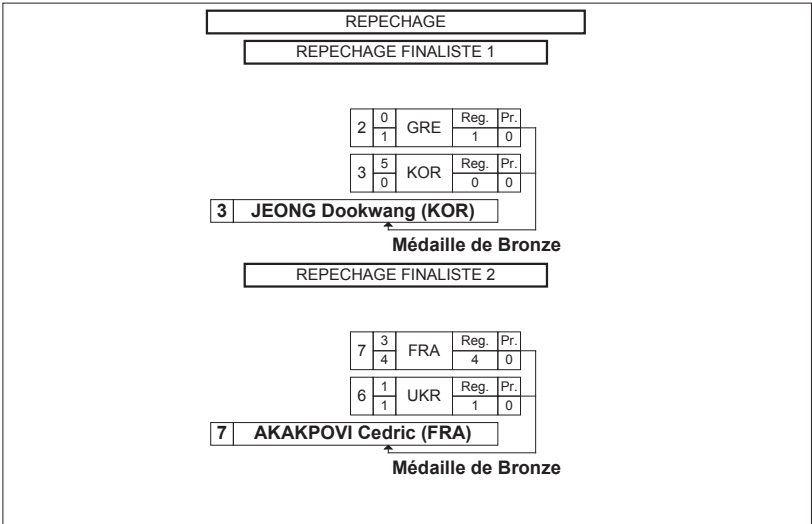 REPECHAGE
REPECHAGE FINALISTE 1
2 0 GRE Reg. Pr.
1 1 0
3 5 KOR Reg. Pr.
0 0 0
3 JEONG Dookwang (KOR)
Médaille de Bronze
REPECHAGE FINALISTE 2
7 3 FRA Reg. Pr.
4 4 0
6 1 UKR Reg. Pr.
1 1 0
7 AKAKPOVI Cedric (FRA)
Médaille de Bronze